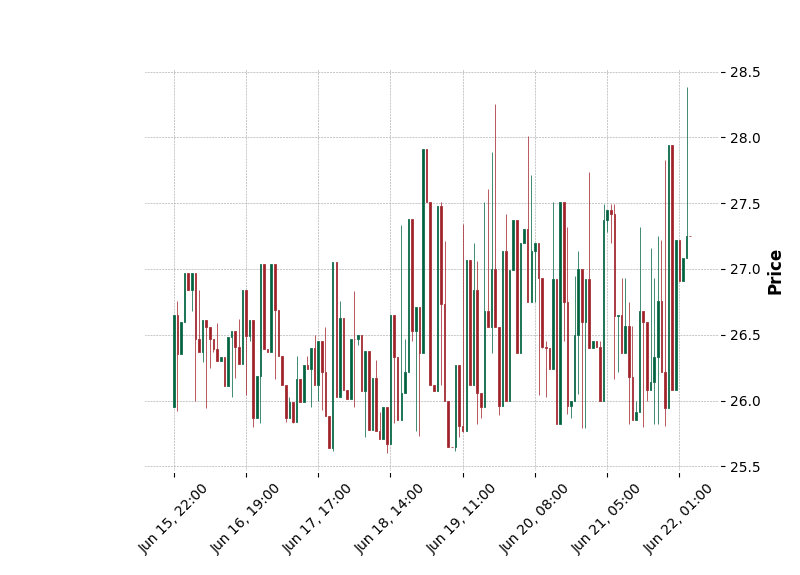 28.5
28.0
27.5
27.0
26.5
26.0
25.5
Price
Jun 15, 22:00
Jun 16, 19:00
Jun 17, 17:00
Jun 18, 14:00
Jun 19, 11:00
Jun 20, 08:00
Jun 21, 05:00
Jun 22, 01:00